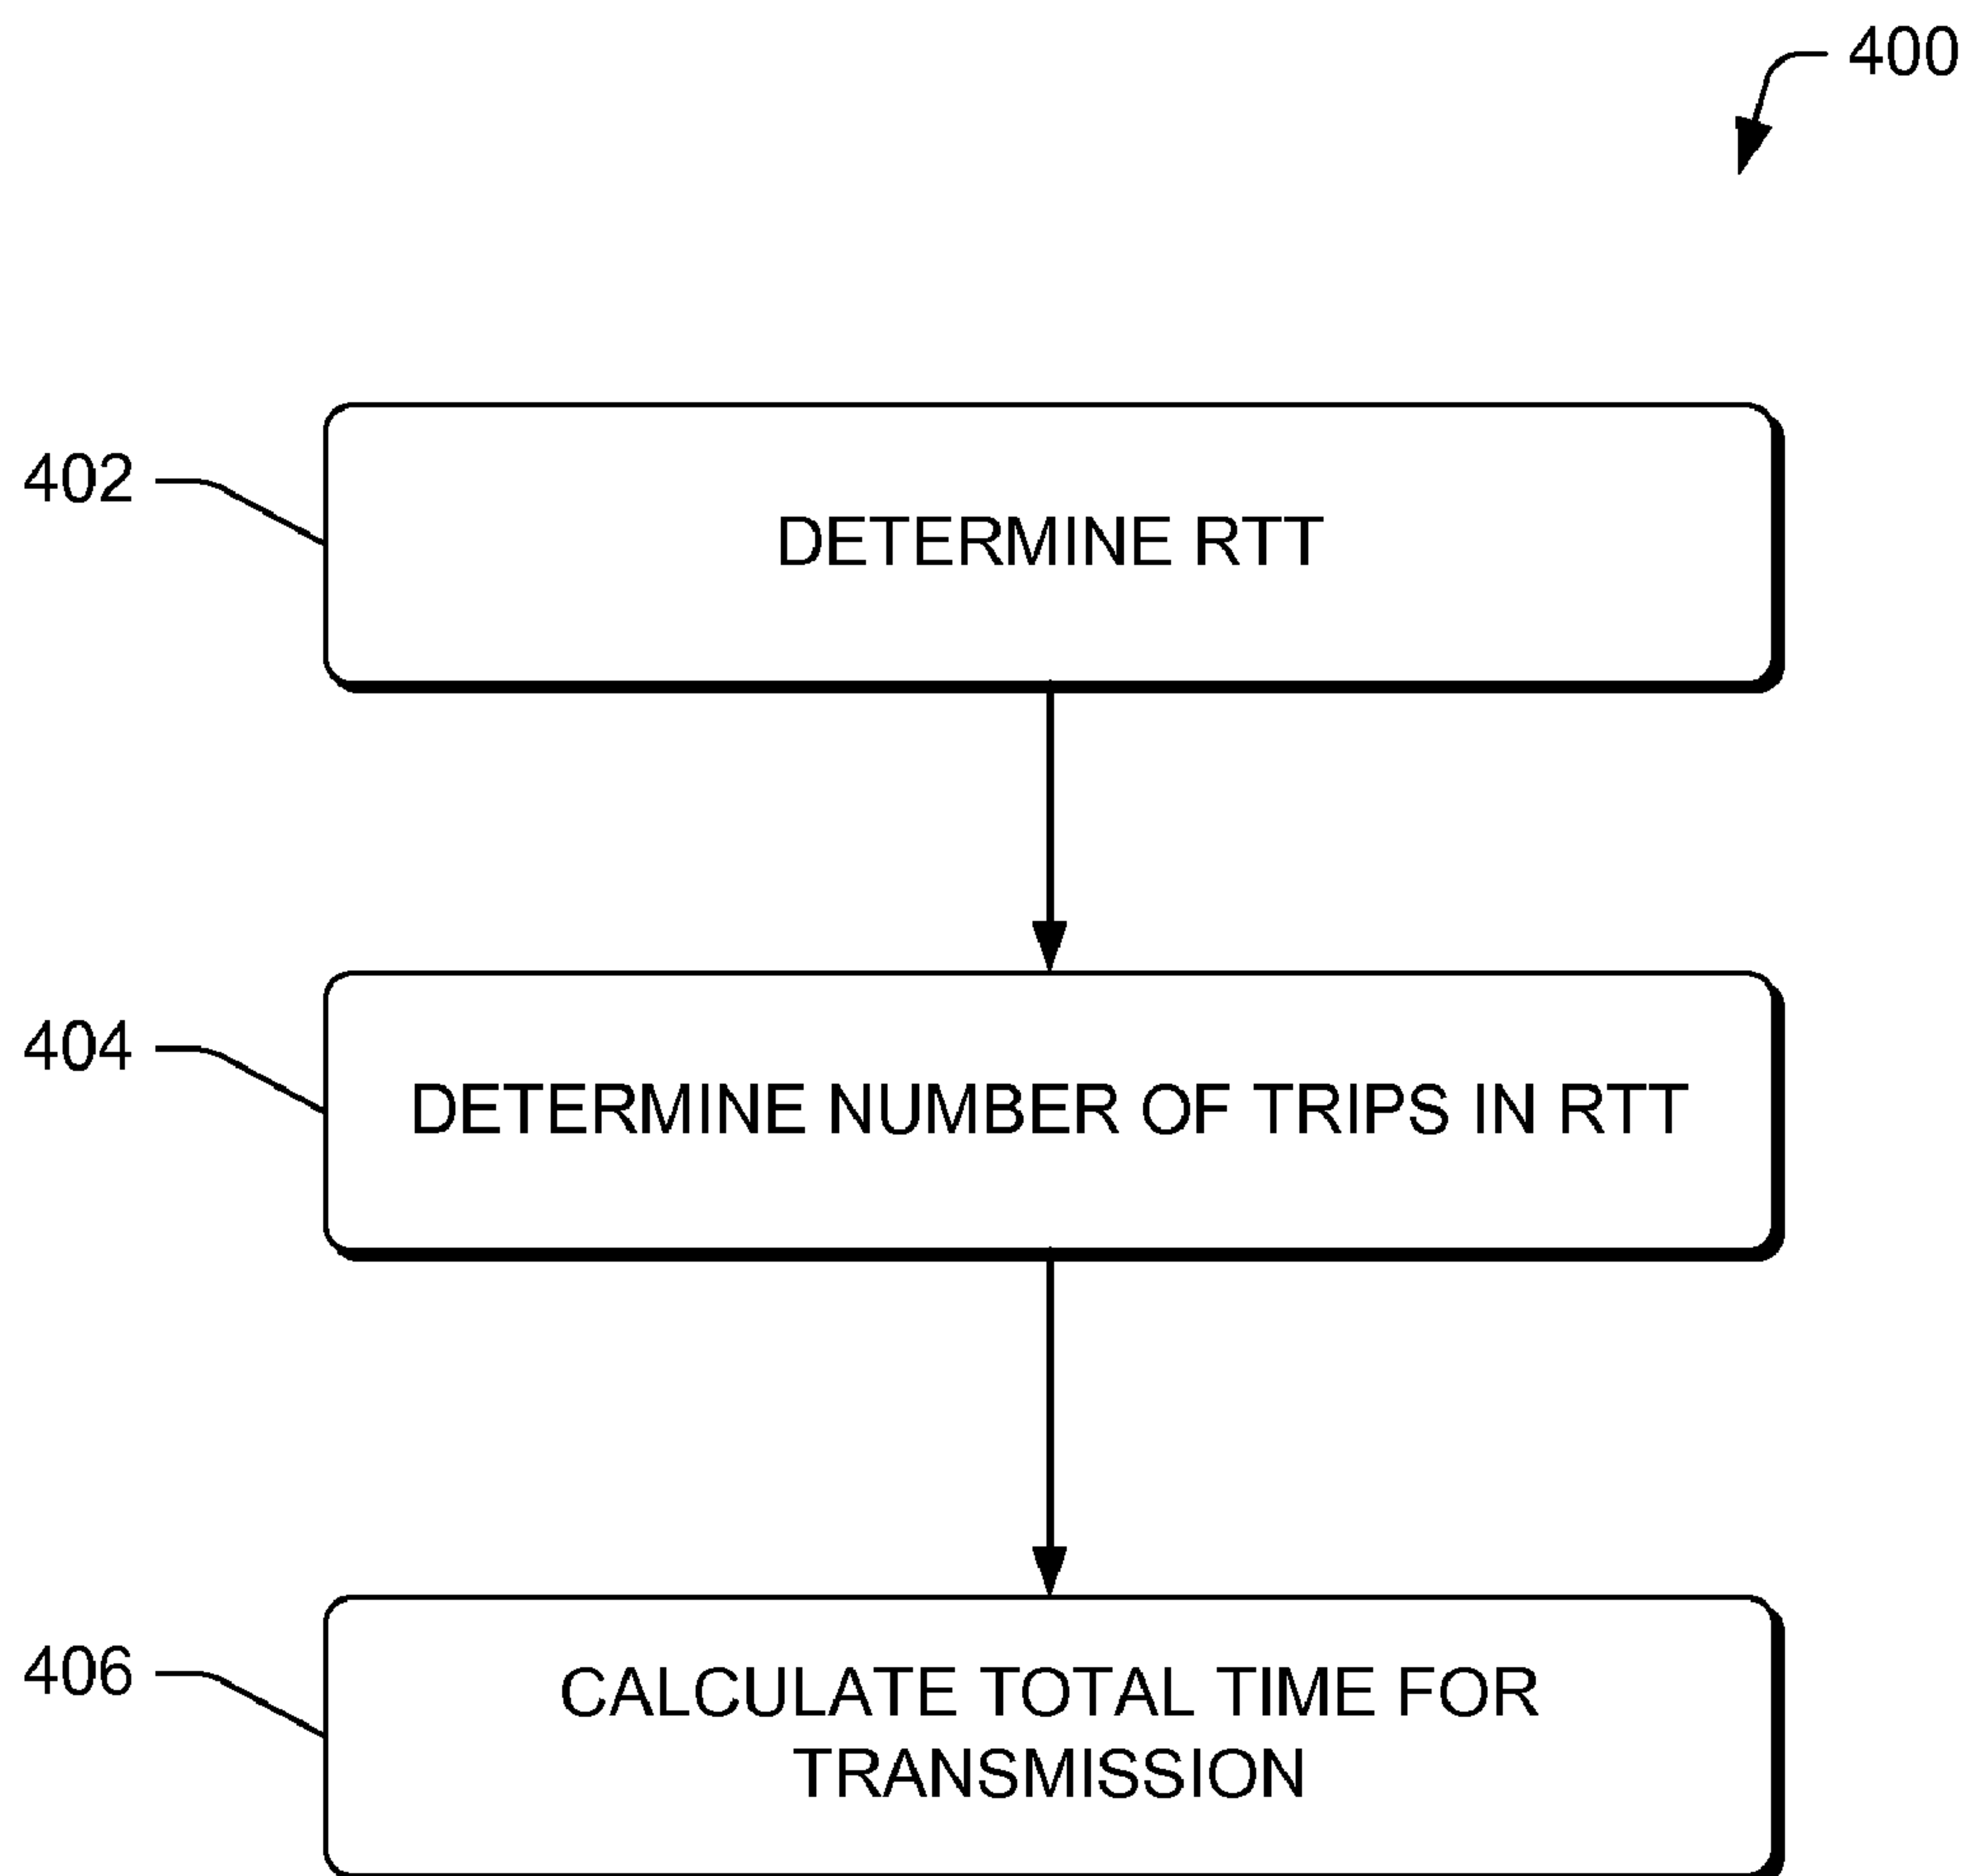 400
402
DETERMINE RTT
404
DETERMINE NUMBER OF TRIPS IN RTT
406
CALCULATE TOTAL TIME FOR
TRANSMISSION